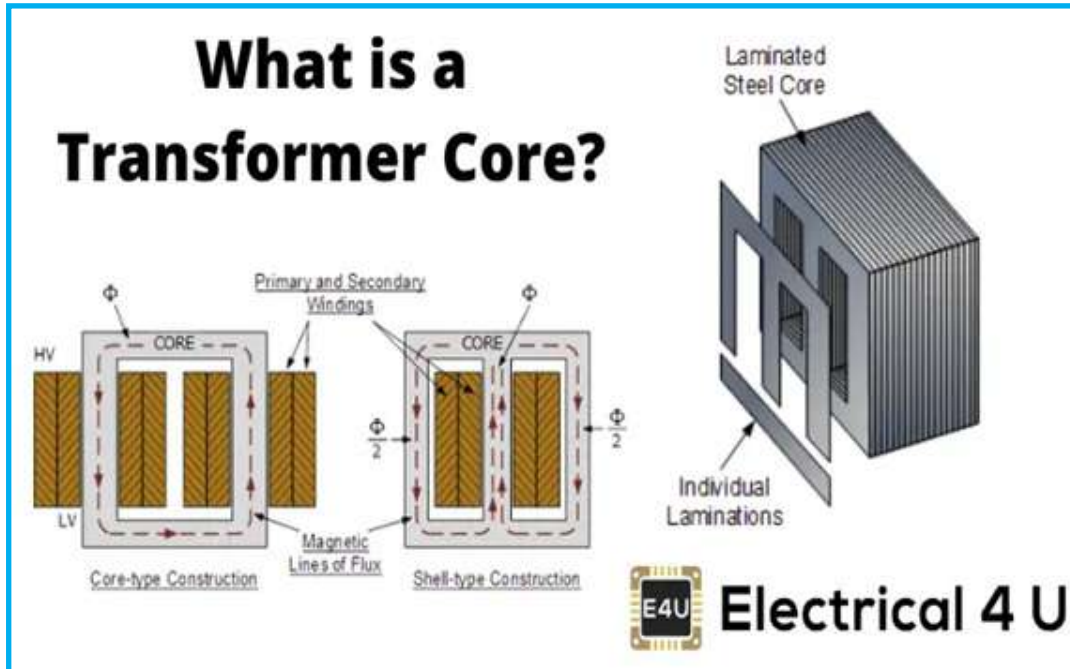 What is a
Transformer Core?
Laminated
Steel Core
Primary and Secondary
Windings
Φ
Φ
CORE
CORE
HV
LV
Φ
2
Φ
2
Magnetic
Lines of Flux
Core-type Construction
Shell-type Construction
Individual
Laminations
E4U
Electrical 4 U